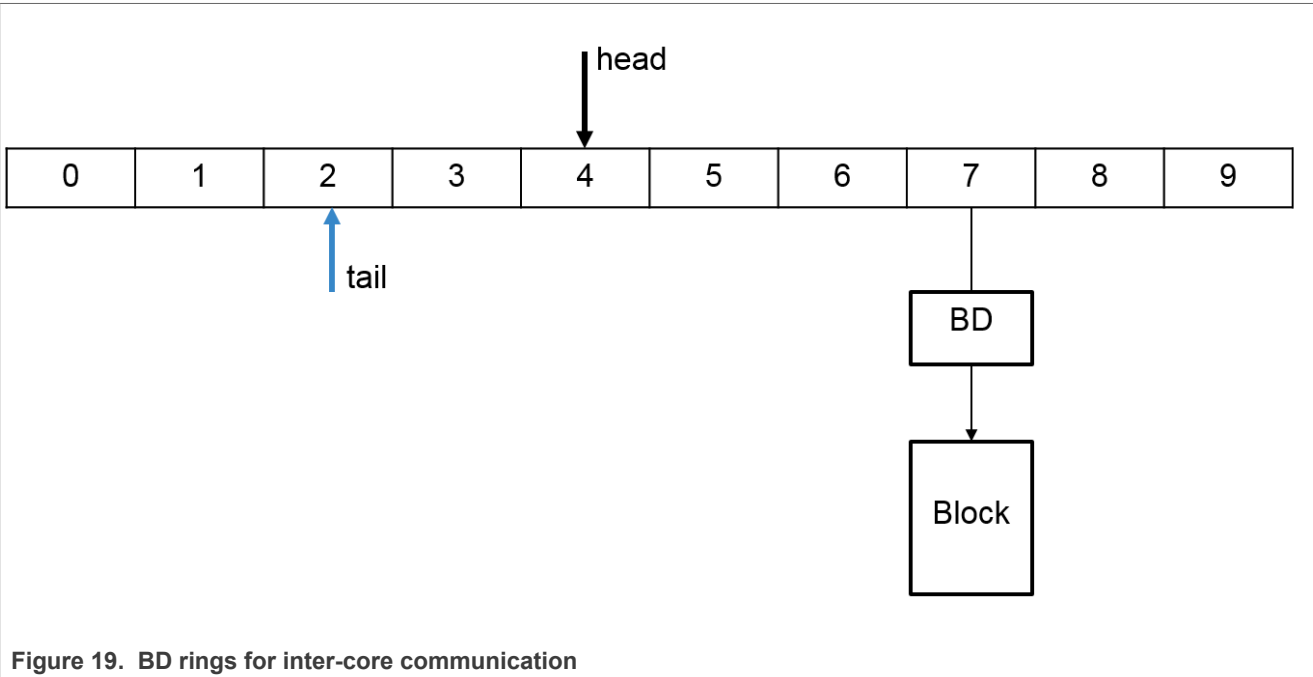 head
0 1 2 3 4 5 6 7 8 9
tail
BD
Block
Figure 19. BD rings for inter-core communication